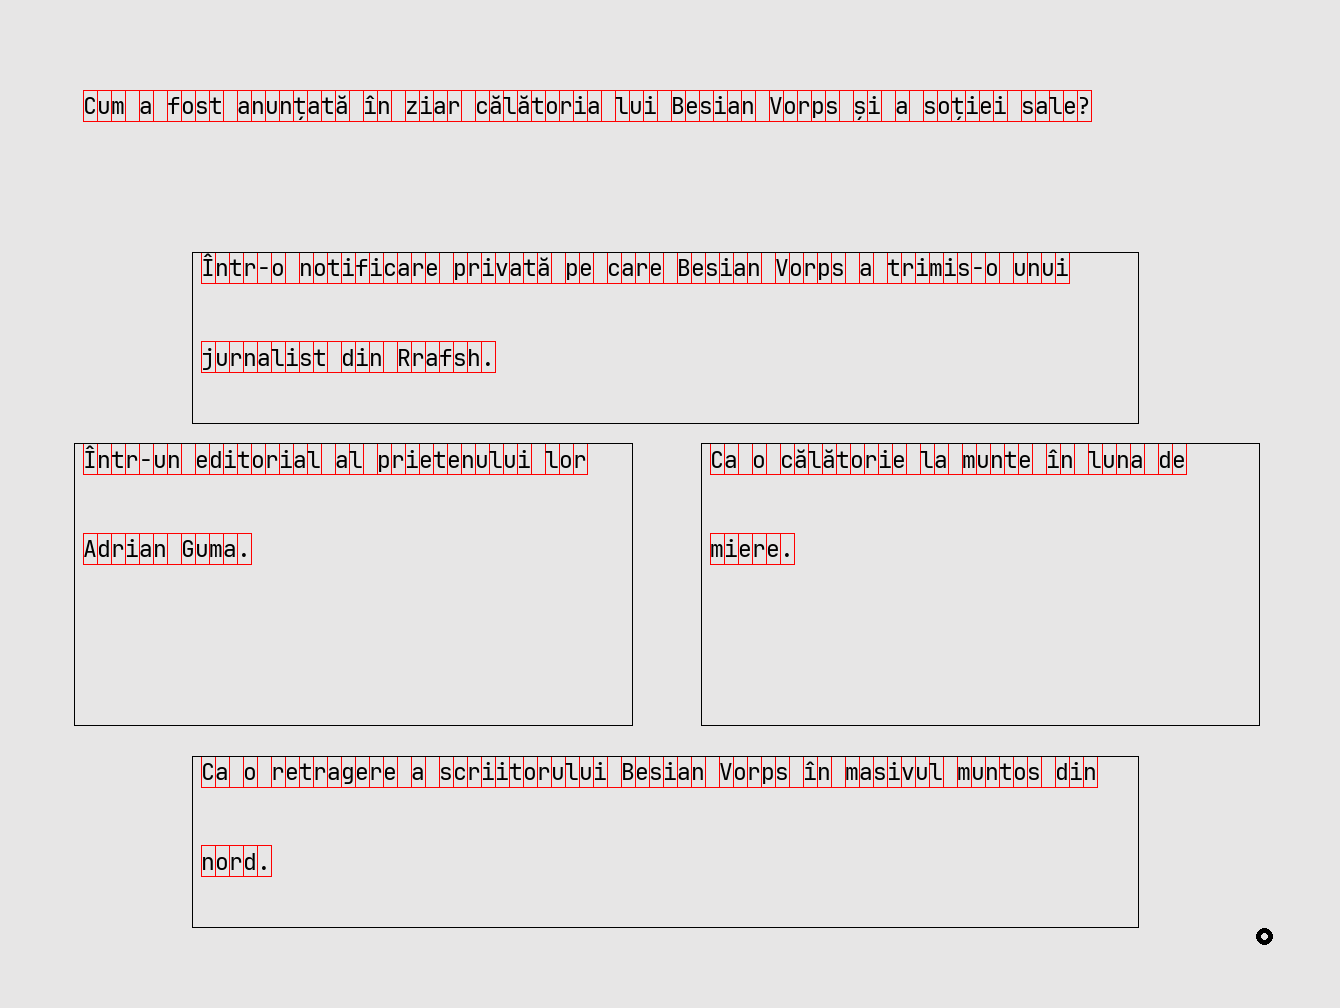 Cum a fost anunțată în ziar călătoria lui Besian Vorps și a soției sale?
Într-o notificare privată pe care Besian Vorps a trimis-o unui
jurnalist din Rrafsh.
Într-un editorial al prietenului lor
Adrian Guma.
Ca o călătorie la munte în luna de
miere.
Ca o retragere a scriitorului Besian Vorps în masivul muntos din
nord.